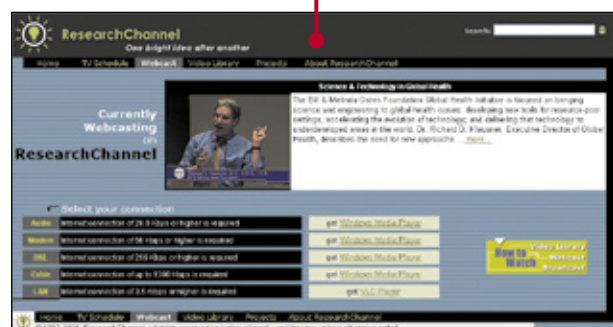 ResearchChannel
One bright idea after another
Search:
Home TV Schedule Webcast Video Library Projects About ResearchChannel
Currently
Webcasting
on
ResearchChannel
Science & Technology in Global Health
The Bill & Melinda Gates Foundation Global Health Initiative is focused on bringing
science and engineering to global health issues: developing new tools for resource-poor
settings; accelerating the evolution of technology; and delivering that technology to
underdeveloped areas in the world. Dr. Richard D. Klausner, Executive Director of Global
Health, describes the need for new approache ... more...
Select your connection
Audio Internet connection of 28.8 Kbps or higher is required get Windows Media Player
Modem Internet connection of 56 Kbps or higher is required get Windows Media Player
DSL Internet connection of 256 Kbps or higher is required get Windows Media Player
Cable Internet connection of up to Kbps or higher is required get Windows Media Player
LAN Internet connection of 3.5 mbps or higher is required get VLC Player
How to
Watch
Video Library
Webcast
Broadcast
Home TV Schedule Webcast Video Library Projects About ResearchChannel